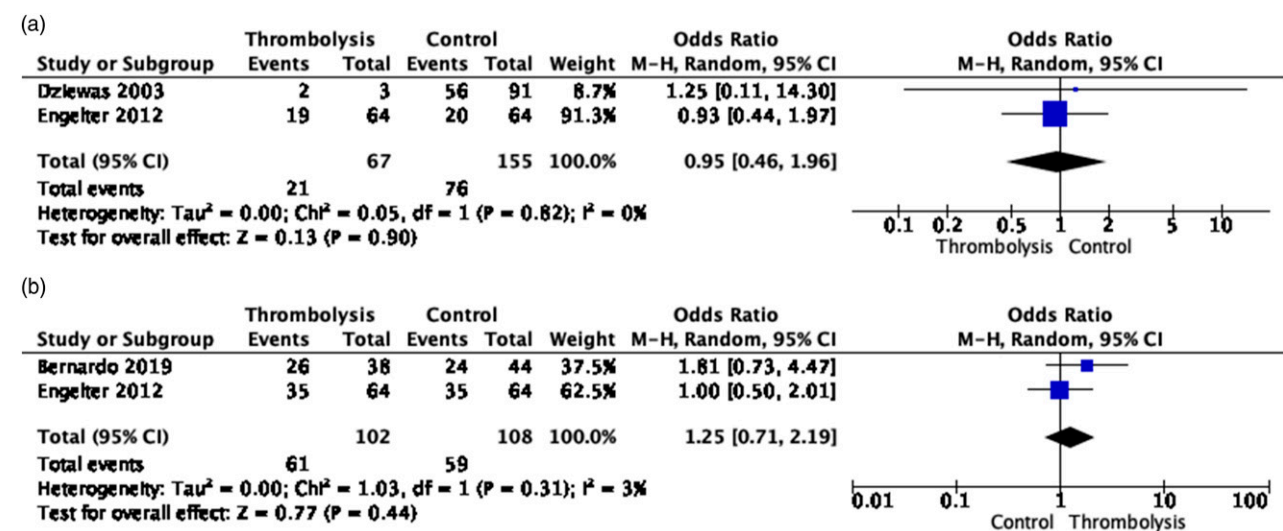 (a)
Thrombolysis Control Odds Ratio Odds Ratio
Study or Subgroup Events Total Events Total Weight M-H, Random, 95% CI M-H, Random, 95% CI
Dziewas 2003 2 3 56 91 8.7% 1.25 [0.11, 14.30]
Engelter 2012 19 64 20 64 91.3% 0.93 [0.44, 1.97]
Total (95% CI) 67 155 100.0% 0.95 [0.46, 1.96]
Total events 21 76
Heterogeneity: Tau² = 0.00; Chi² = 0.05, df = 1 (P = 0.82); I² = 0%
Test for overall effect: Z = 0.13 (P = 0.90)
0.1 0.2 0.5 1 2 5 10
Thrombolysis Control
(b)
Thrombolysis Control Odds Ratio Odds Ratio
Study or Subgroup Events Total Events Total Weight M-H, Random, 95% CI M-H, Random, 95% CI
Bernardo 2019 26 38 24 44 37.5% 1.81 [0.73, 4.47]
Engelter 2012 35 64 35 64 62.5% 1.00 [0.50, 2.01]
Total (95% CI) 102 108 100.0% 1.25 [0.71, 2.19]
Total events 61 59
Heterogeneity: Tau² = 0.00; Chi² = 1.03, df = 1 (P = 0.31); I² = 3%
Test for overall effect: Z = 0.77 (P = 0.44)
0.01 0.1 1 10 100
Control Thrombolysis